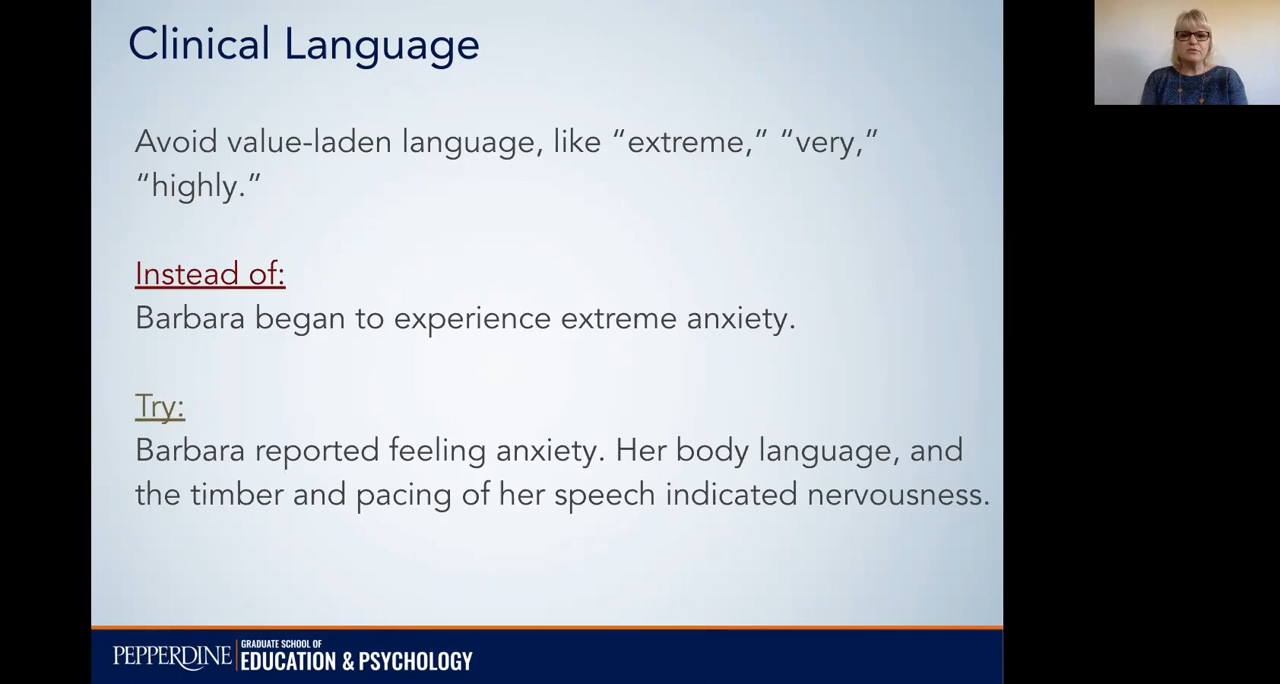 Clinical Language
Avoid value-laden language, like “extreme,” “very,”
“highly.”
Instead of:
Barbara began to experience extreme anxiety.
Try:
Barbara reported feeling anxiety. Her body language, and
the timber and pacing of her speech indicated nervousness.
PEPPERDINE
GRADUATE SCHOOL OF
EDUCATION & PSYCHOLOGY